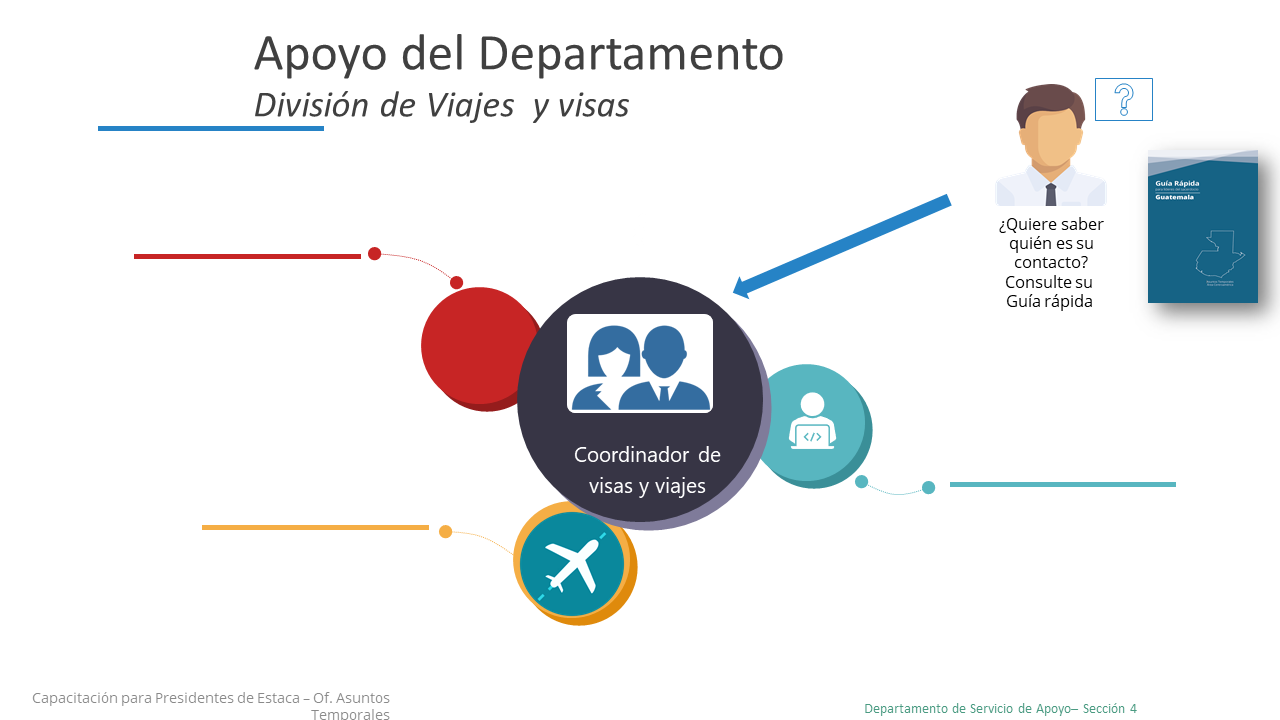 Apoyo del Departamento
División de Viajes y visas
?
Guía Rápida
Guatemala
¿Quiere saber
quién es su
contacto?
Consulte su
Guía rápida
Coordinador de
visas y viajes
</>
Capacitación para Presidentes de Estaca – Of. Asuntos
Temporales
Departamento de Servicio de Apoyo– Sección 4